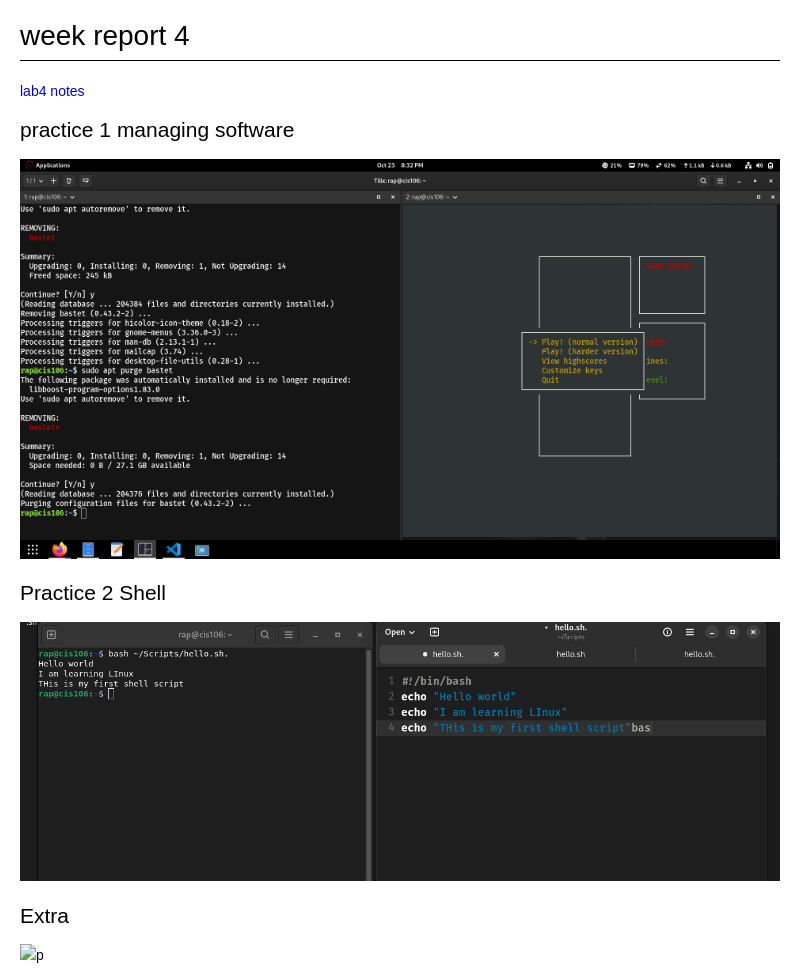 week report 4
lab4 notes
practice 1 managing software
Applications
Oct 23 8:32 PM
21% 79% 62% 1.1 kB 0.6 kB
1/1
Tilix: rap@cis106: ~
1: rap@cis106: ~
2: rap@cis106: ~
Use 'sudo apt autoremove' to remove it.
REMOVING:
bastet
Summary:
Upgrading: 0, Installing: 0, Removing: 1, Not Upgrading: 14
Freed space: 245 kB
Continue? [Y/n] y
(Reading database ... 204384 files and directories currently installed.)
Removing bastet (0.43.2-2) ...
Processing triggers for hicolor-icon-theme (0.18-2) ...
Processing triggers for gnome-menus (3.36.0-3) ...
Processing triggers for man-db (2.13.1-1) ...
Processing triggers for mailcap (3.74) ...
Processing triggers for desktop-file-utils (0.28-1) ...
rap@cis106:~$ sudo apt purge bastet
The following package was automatically installed and is no longer required:
libboost-program-options1.83.0
Use 'sudo apt autoremove' to remove it.
REMOVING:
bastet*
Summary:
Upgrading: 0, Installing: 0, Removing: 1, Not Upgrading: 14
Space needed: 0 B / 27.1 GB available
Continue? [Y/n] y
(Reading database ... 204376 files and directories currently installed.)
Purging configuration files for bastet (0.43.2-2) ...
rap@cis106:~$
-> Play! (normal version)
Play! (harder version)
View highscores
Customize keys
Quit
ines:
evel:
Practice 2 Shell
.sh
rap@cis106: ~
rap@cis106:~$ bash ~/Scripts/hello.sh.
Hello world
I am learning LInux
THis is my first shell script
rap@cis106:~$
Open
• hello.sh.
~/Scripts
hello.sh.
hello.sh
hello.sh.
1 #!/bin/bash
2 echo "Hello world"
3 echo "I am learning LInux"
4 echo "THis is my first shell script"bas
Extra
p